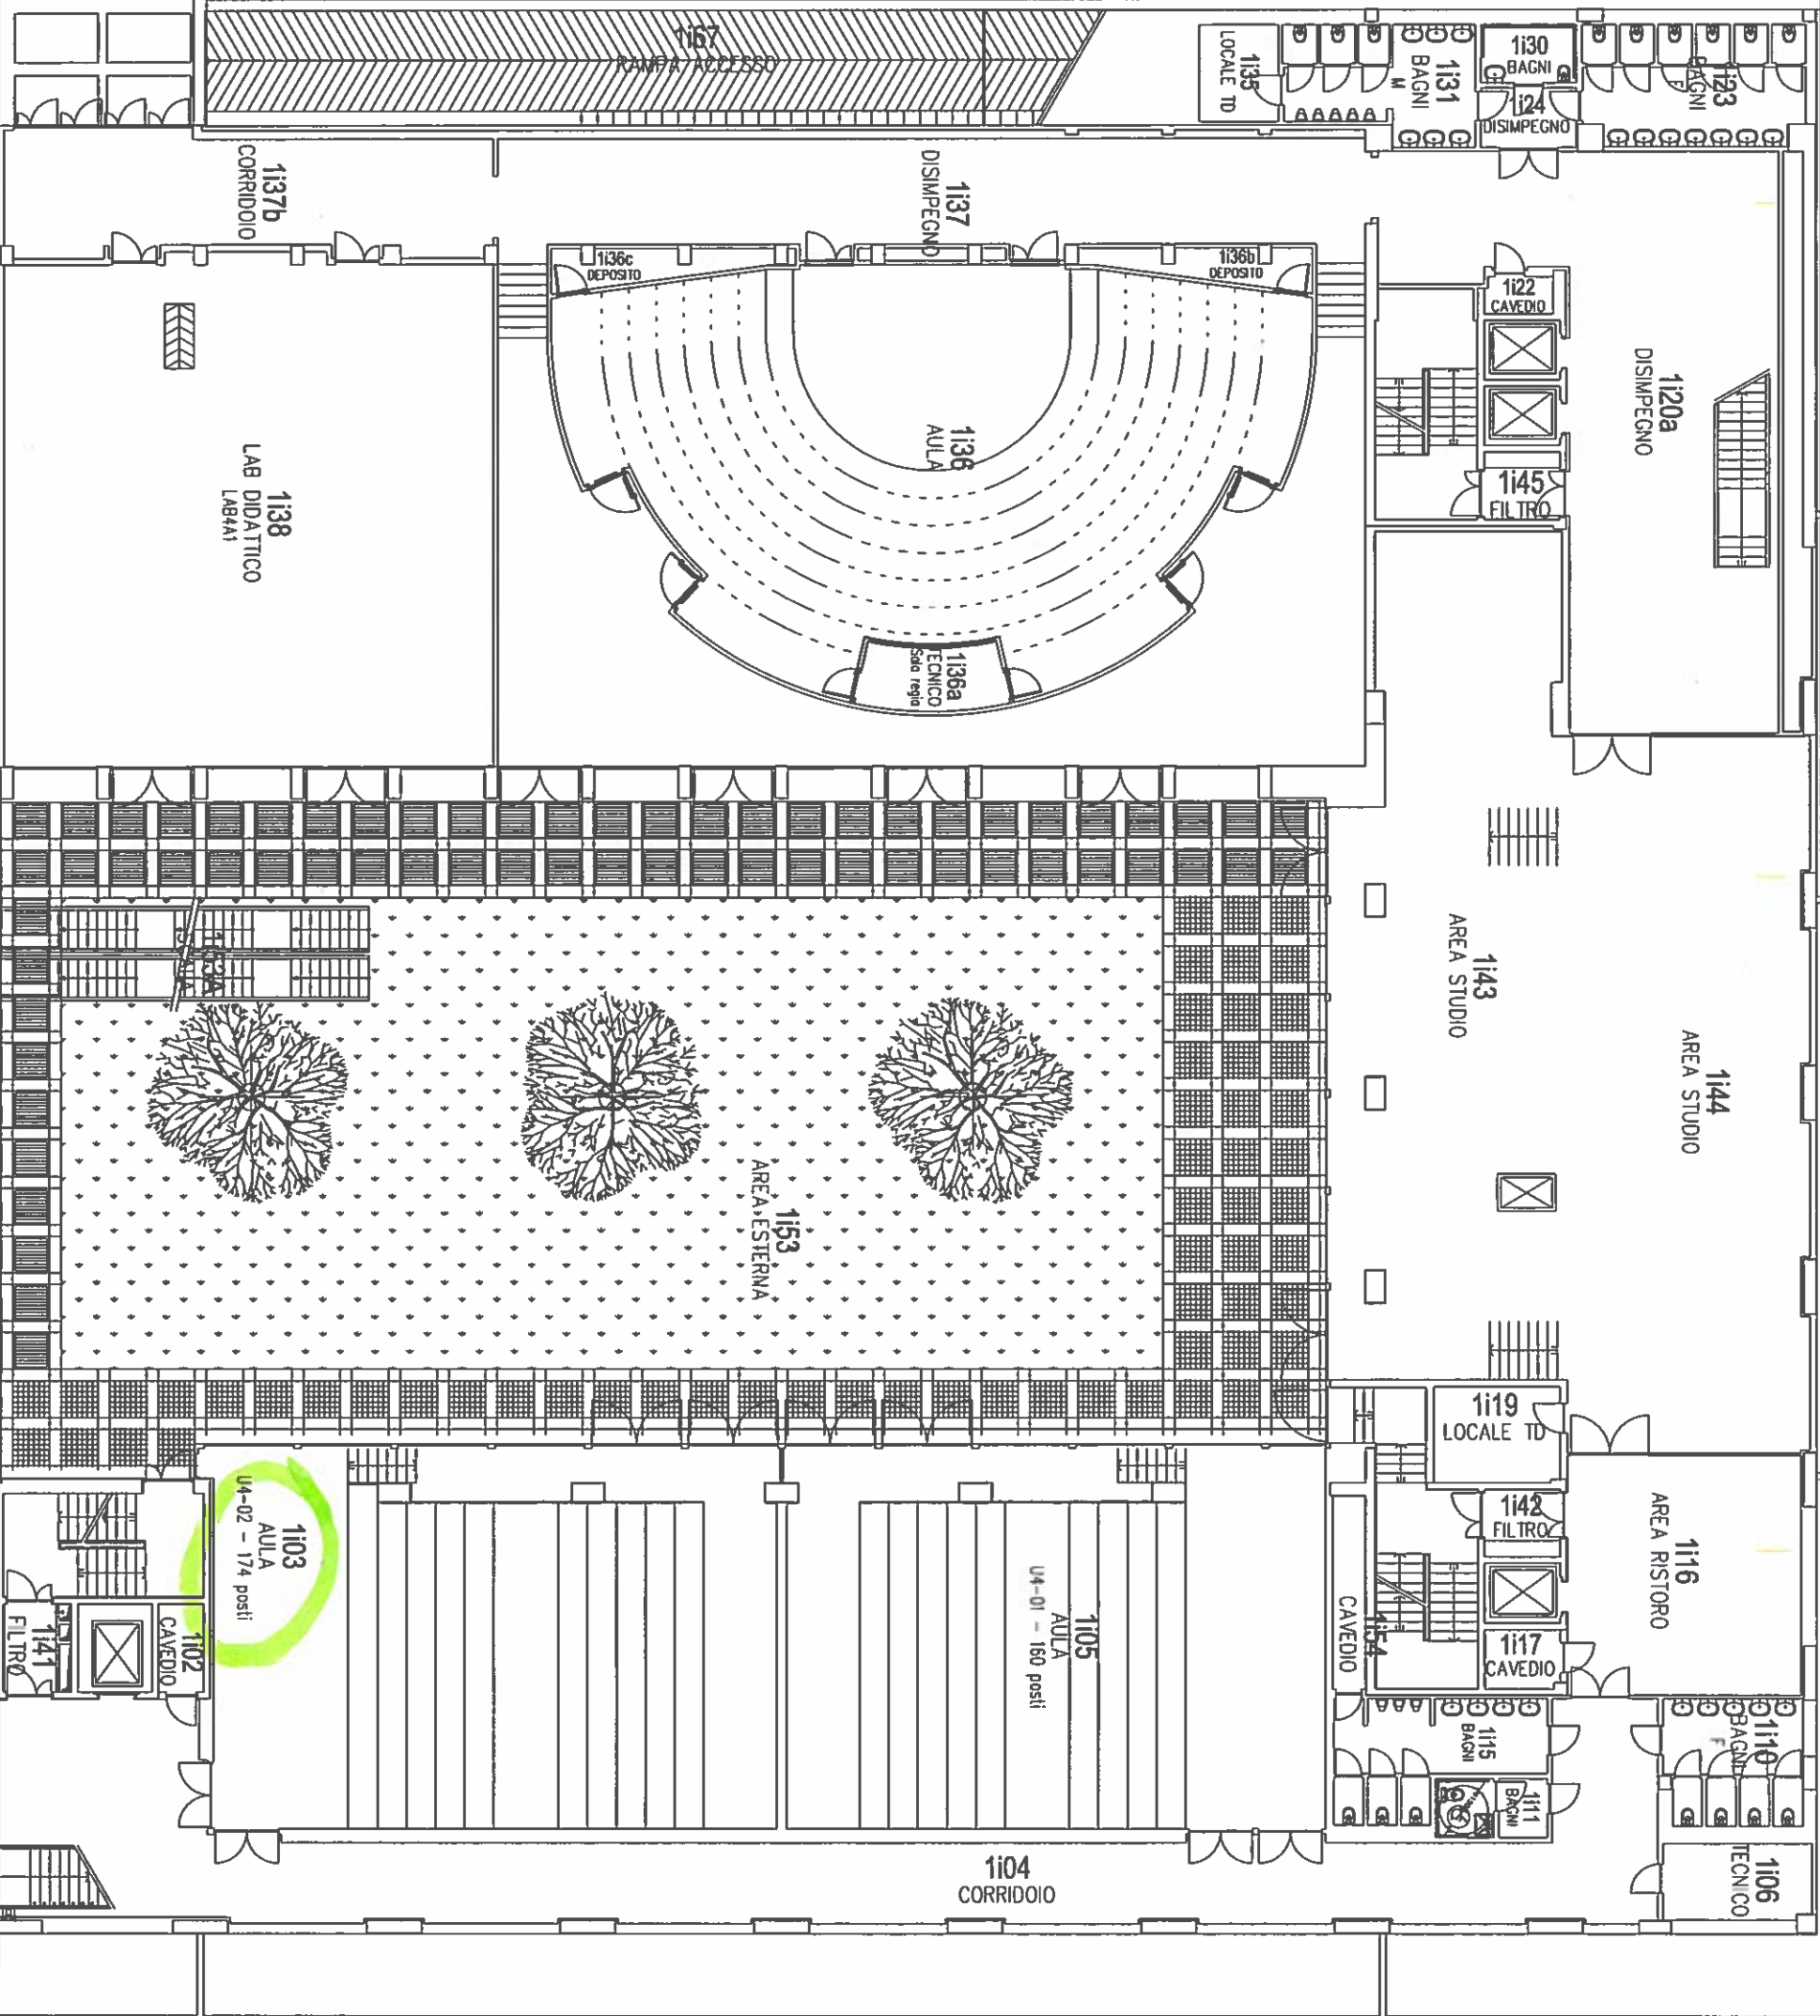 1i67
RAMPA ACCESSO
1i35
LOCALE TD
1i31
BAGNI
M
1i30
BAGNI
1i24
DISIMPEGNO
1i23
BAGNI
F
1i37b
CORRIDOIO
1i37
DISIMPEGNO
1i36c
DEPOSITO
1i36b
DEPOSITO
1i22
CAVEDIO
1i20a
DISIMPEGNO
1i36
AULA
1i38
LAB DIDATTICO
LAB4A1
1i45
FILTRO
1i36a
TECNICO
Sala regia
1i43
AREA STUDIO
1i44
AREA STUDIO
1i53A
1i53
AREA ESTERNA
1i19
LOCALE TD
1i03
AULA
U4-02 - 174 posti
1i05
AULA
U4-01 - 160 posti
1i42
FILTRO
1i16
AREA RISTORO
1i41
FILTRO
1i02
CAVEDIO
1i54
CAVEDIO
1i17
CAVEDIO
1i15
BAGNI
1i10
BAGNI
F
1i11
BAGNI
1i04
CORRIDOIO
1i06
TECNICO